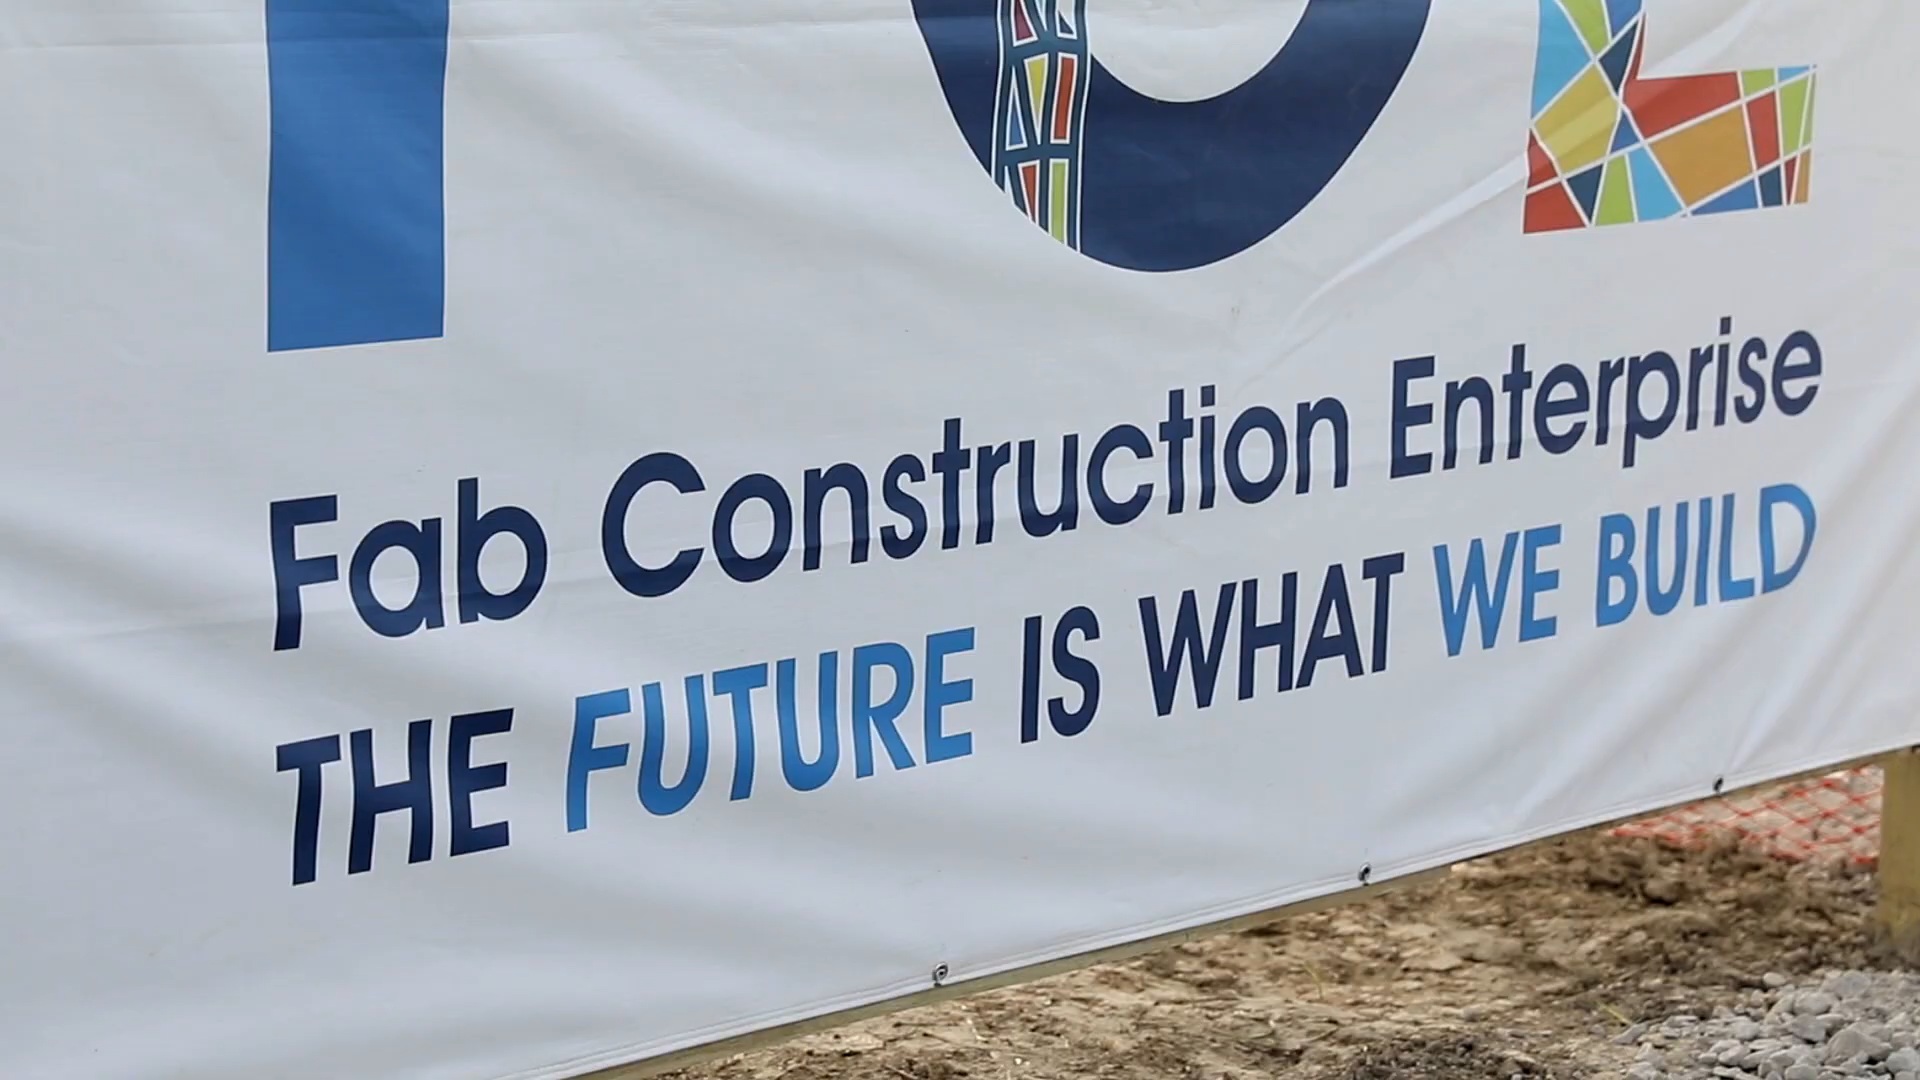 Fab Construction Enterprise
THE FUTURE IS WHAT WE BUILD